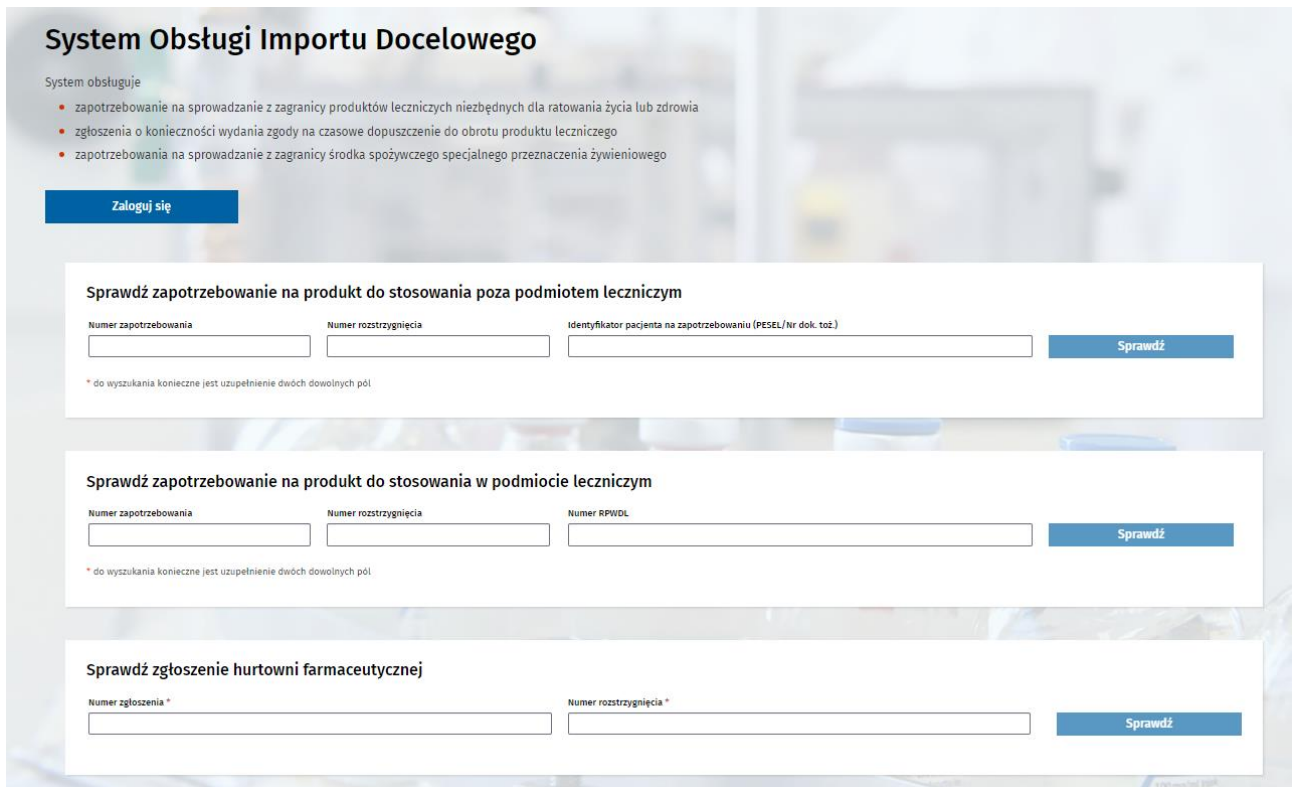 System Obsługi Importu Docelowego
System obsługuje
• zapotrzebowanie na sprowadzanie z zagranicy produktów leczniczych niezbędnych dla ratowania życia lub zdrowia
• zgłoszenia o konieczności wydania zgody na czasowe dopuszczenie do obrotu produktu leczniczego
• zapotrzebowania na sprowadzanie z zagranicy środka spożywczego specjalnego przeznaczenia żywieniowego
Zaloguj się
Sprawdź zapotrzebowanie na produkt do stosowania poza podmiotem leczniczym
Numer zapotrzebowania Numer rozstrzygnięcia Identyfikator pacjenta na zapotrzebowaniu (PESEL/Nr dok. toż.)
Sprawdź
* do wyszukania konieczne jest uzupełnienie dwóch dowolnych pól
Sprawdź zapotrzebowanie na produkt do stosowania w podmiocie leczniczym
Numer zapotrzebowania Numer rozstrzygnięcia Numer RPWDL
Sprawdź
* do wyszukania konieczne jest uzupełnienie dwóch dowolnych pól
Sprawdź zgłoszenie hurtowni farmaceutycznej
Numer zgłoszenia * Numer rozstrzygnięcia *
Sprawdź